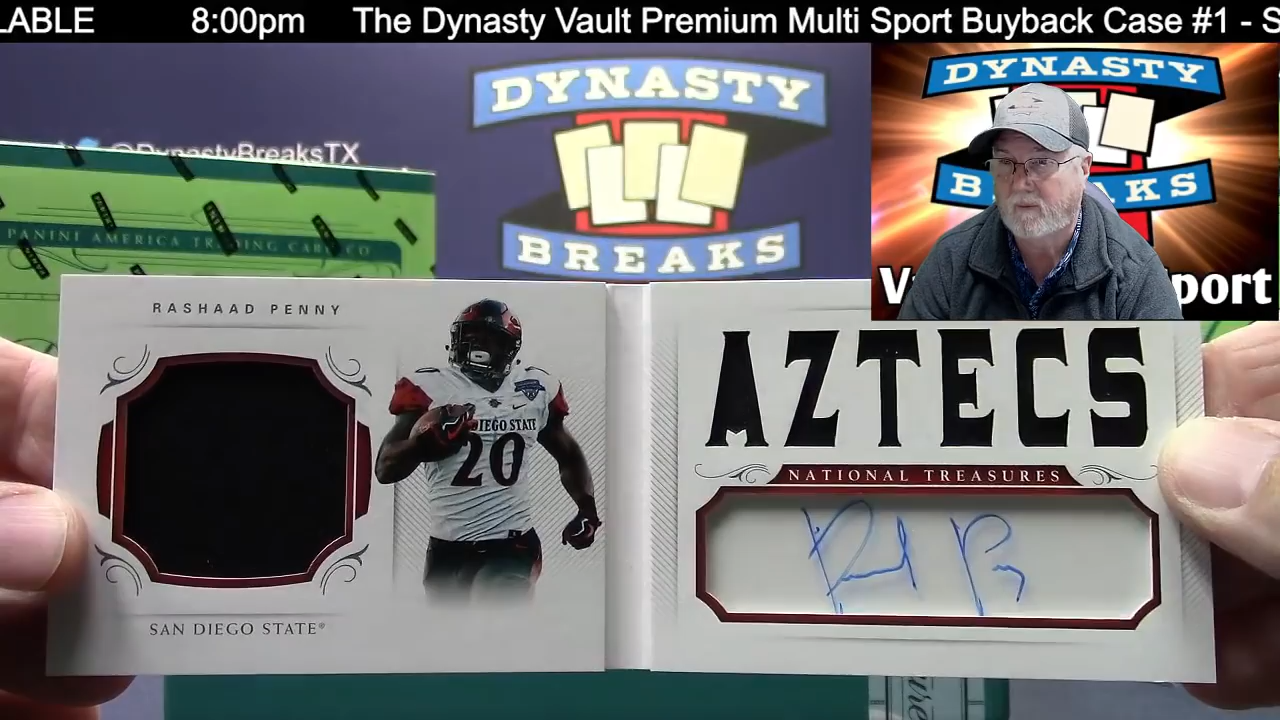 LABLE 8:00pm The Dynasty Vault Premium Multi Sport Buyback Case #1 - S
DYNASTY
BREAKS
@DynastyBreaksTX
DYNASTY
PANINI AMERICA TRADING CARD CO
port
RASHAAD PENNY
DIEGO STATE
20
SAN DIEGO STATE®
AZTECS
NATIONAL TREASURES